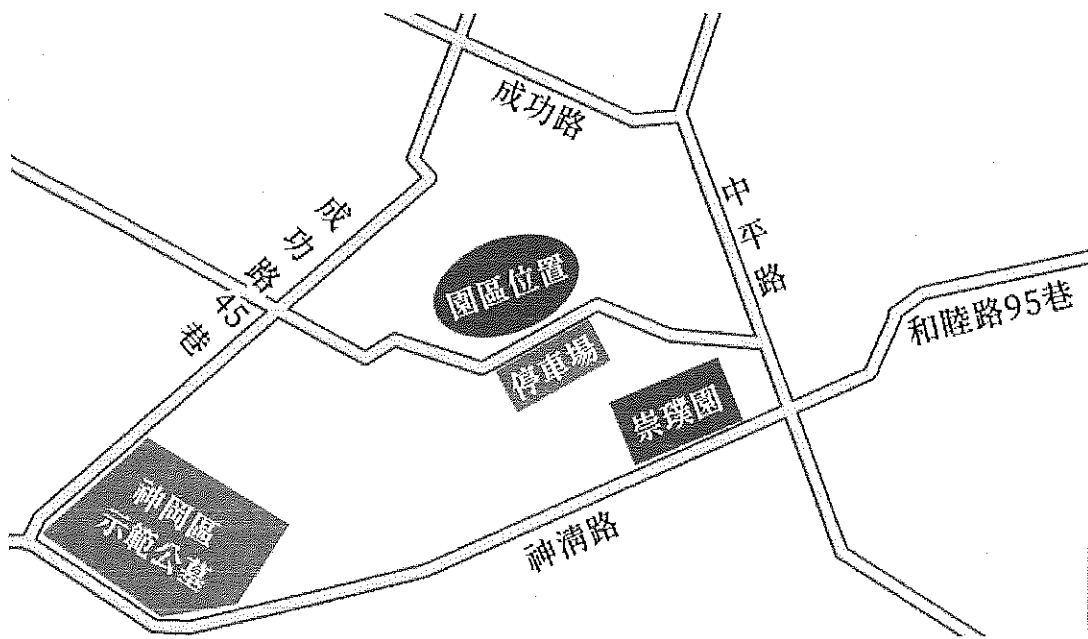 成功路
中平路
成功路45巷
園區位置
停車場
和睦路95巷
崇璞園
神岡區
示範公墓
神清路